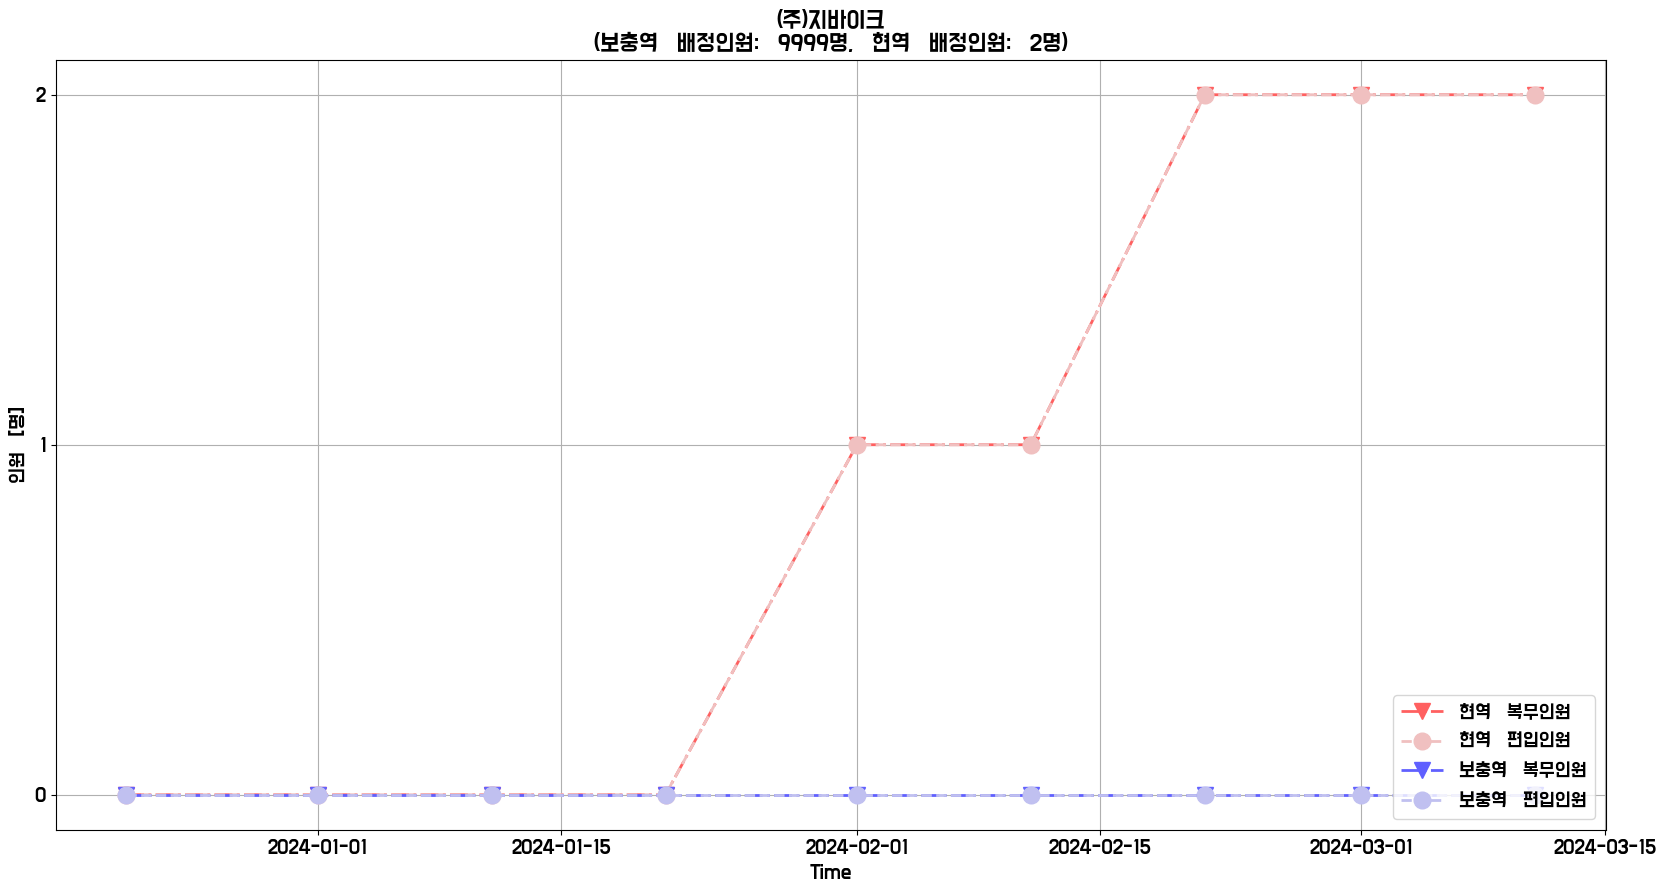 (주)지바이크
(보충역 배정인원: 9999명, 현역 배정인원: 2명)
2
1
0
인원 [명]
현역 복무인원
현역 편입인원
보충역 복무인원
보충역 편입인원
2024-01-01 2024-01-15 2024-02-01 2024-02-15 2024-03-01 2024-03-15
Time